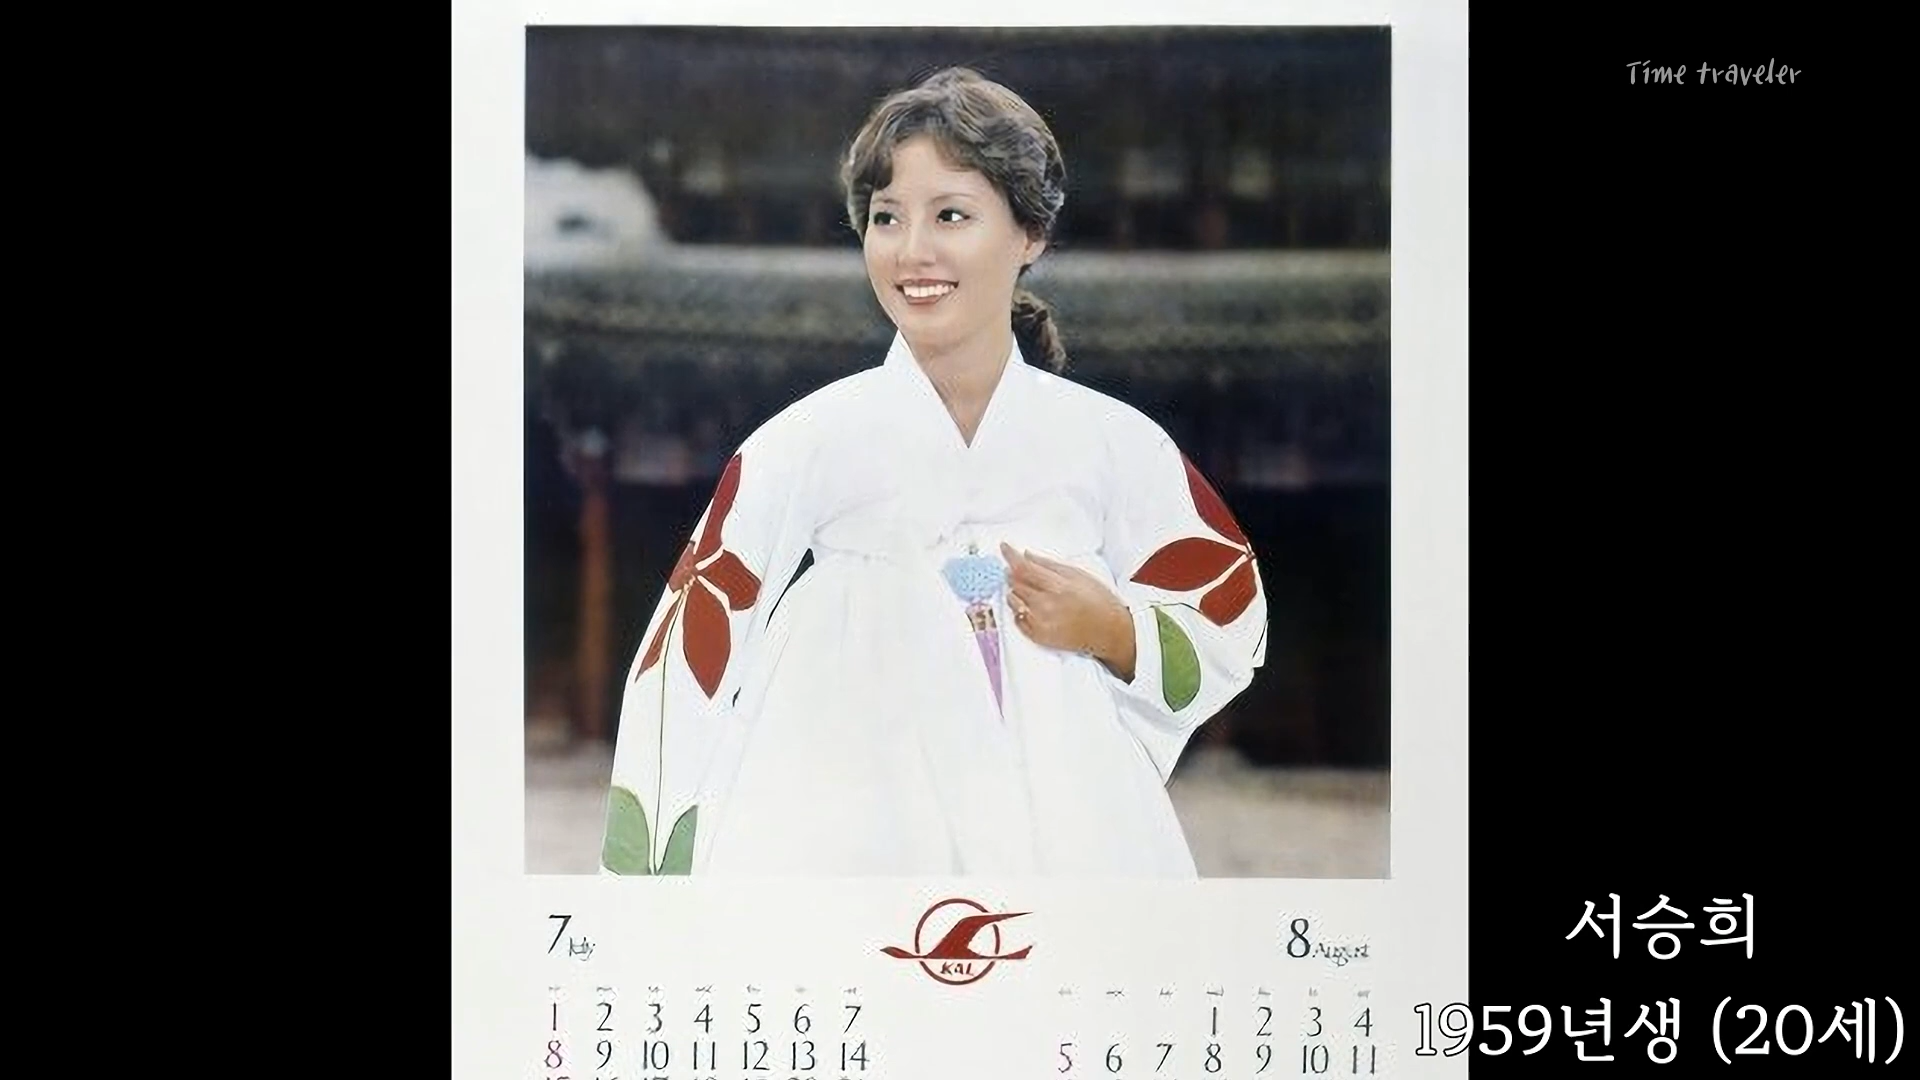 Time traveler
7 July
8 August
KAL
1 2 3 4 5 6 7
8 9 10 11 12 13 14
1 2 3 4
5 6 7 8 9 10 11
서승희
1959년생 (20세)